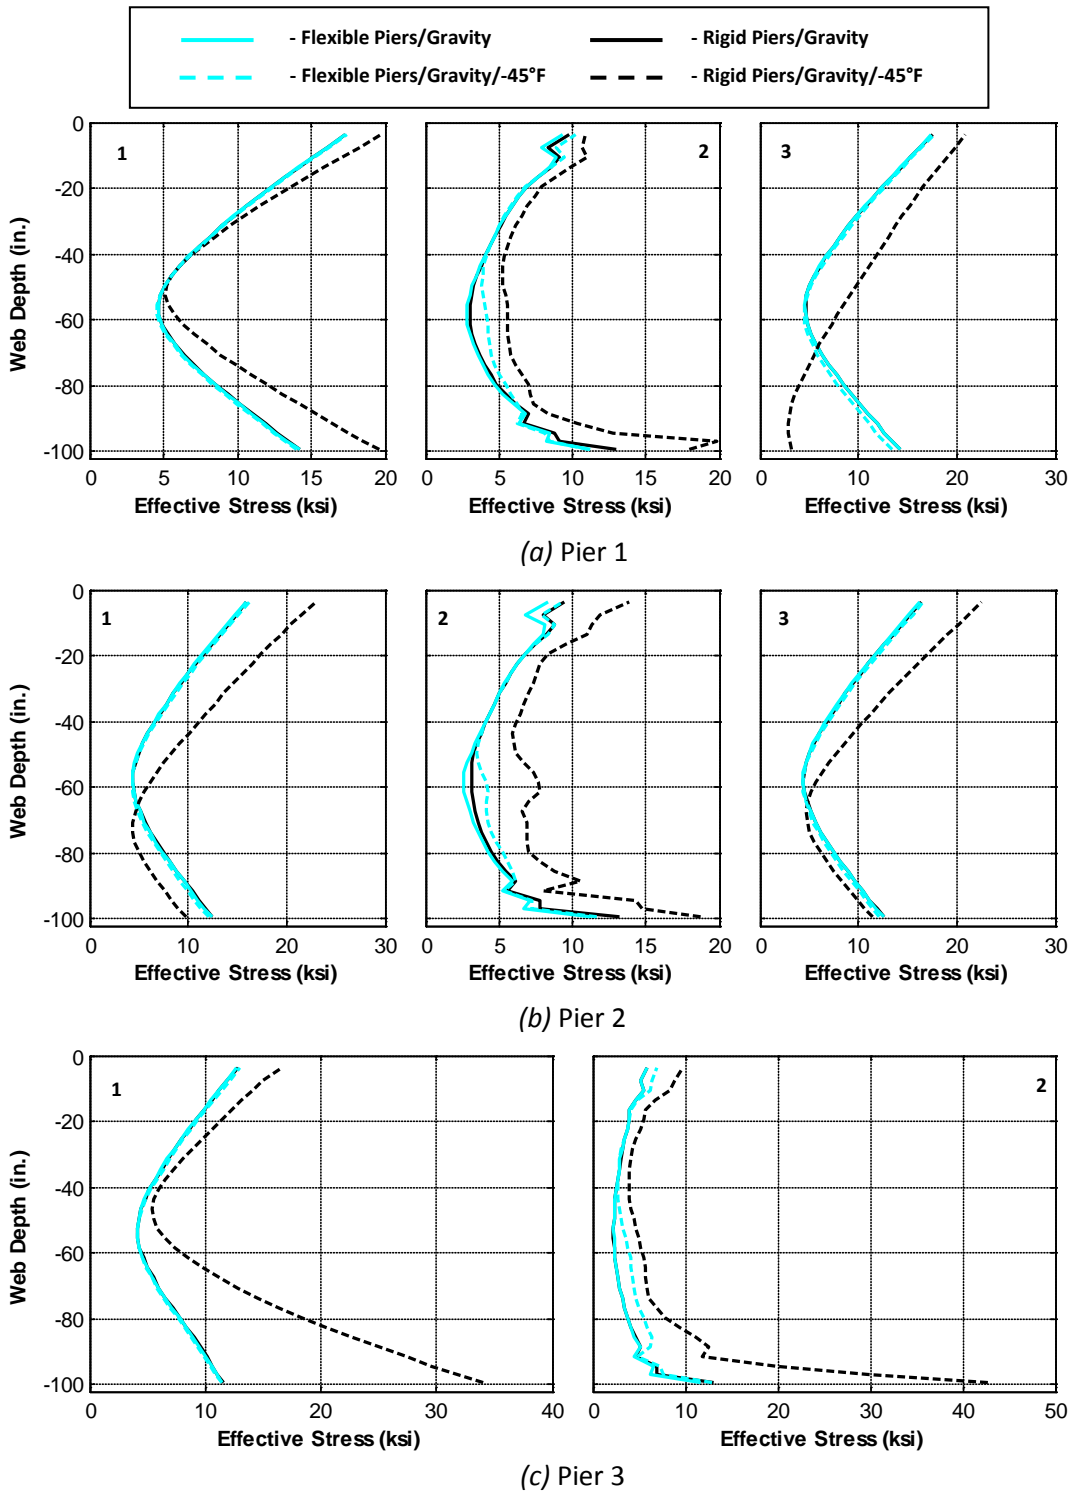 - Flexible Piers/Gravity - Rigid Piers/Gravity
- Flexible Piers/Gravity/-45°F - Rigid Piers/Gravity/-45°F
Web Depth (in.)
0
-20
-40
-60
-80
-100
1
0 5 10 15 20
Effective Stress (ksi)
2
0 5 10 15 20
Effective Stress (ksi)
3
0 10 20 30
Effective Stress (ksi)
(a) Pier 1
Web Depth (in.)
0
-20
-40
-60
-80
-100
1
0 10 20 30
Effective Stress (ksi)
2
0 5 10 15 20
Effective Stress (ksi)
3
0 10 20 30
Effective Stress (ksi)
(b) Pier 2
Web Depth (in.)
0
-20
-40
-60
-80
-100
1
0 10 20 30 40
Effective Stress (ksi)
2
0 10 20 30 40 50
Effective Stress (ksi)
(c) Pier 3